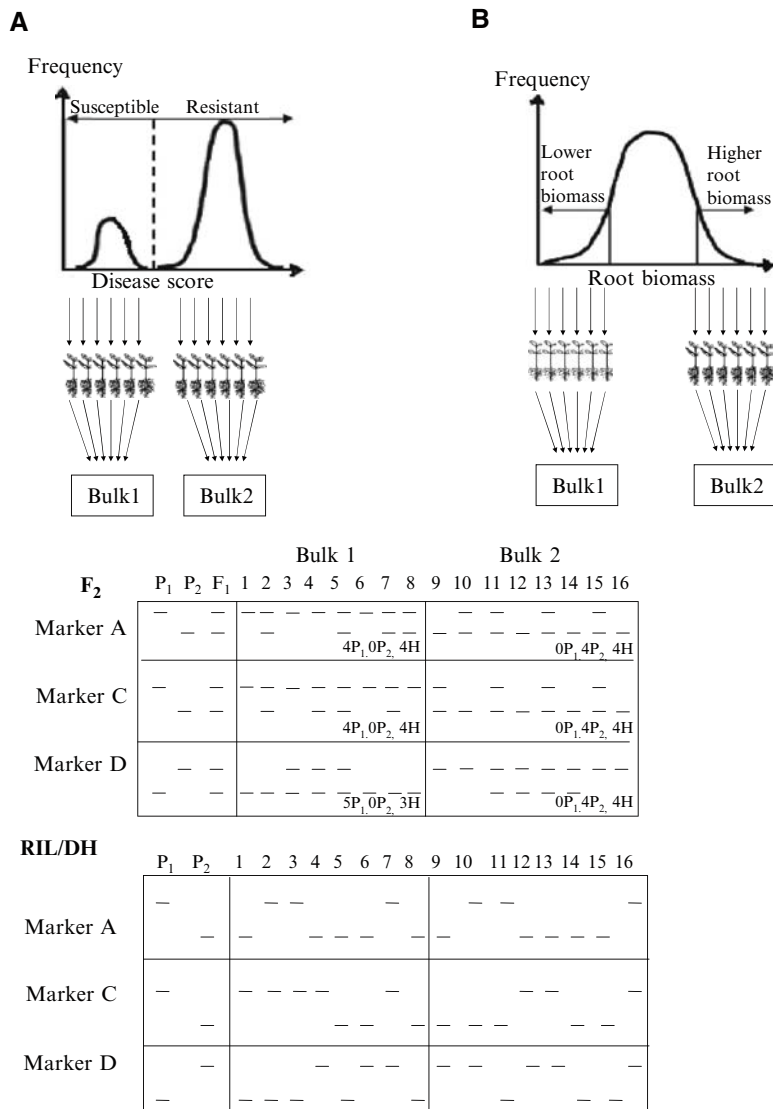 A
B
Frequency
Susceptible Resistant
Disease score
Bulk1 Bulk2
Frequency
Lower root biomass
Higher root biomass
Root biomass
Bulk1 Bulk2
Bulk 1 Bulk 2
F₂ P₁ P₂ F₁ 1 2 3 4 5 6 7 8 9 10 11 12 13 14 15 16
Marker A
4P₁.0P₂, 4H 0P₁.4P₂, 4H
Marker C
4P₁.0P₂, 4H 0P₁.4P₂, 4H
Marker D
5P₁.0P₂, 3H 0P₁.4P₂, 4H
RIL/DH
P₁ P₂ 1 2 3 4 5 6 7 8 9 10 11 12 13 14 15 16
Marker A
Marker C
Marker D